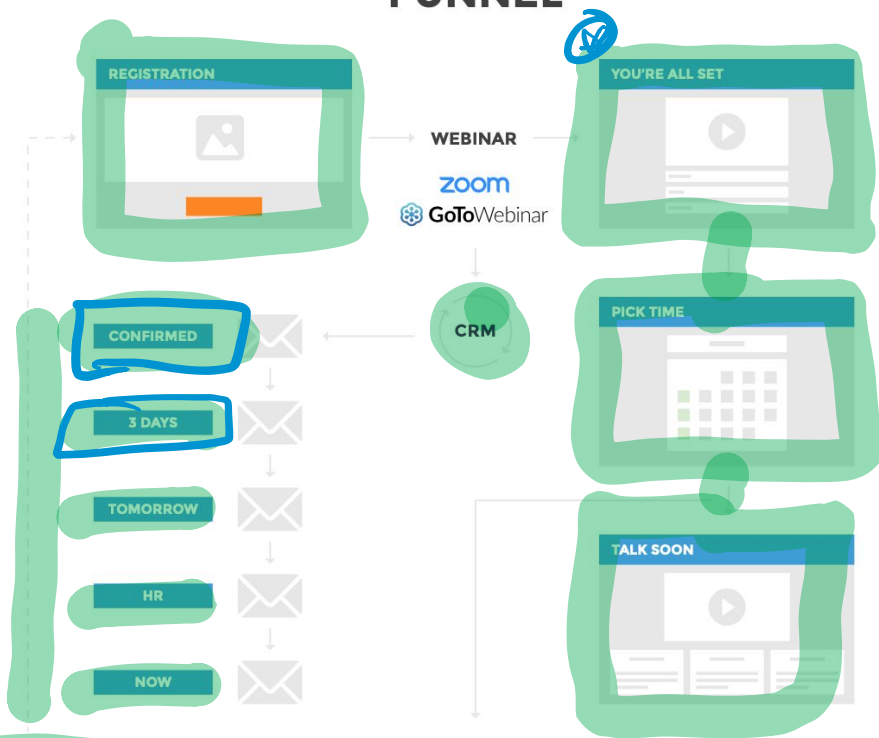 FUNNEL
REGISTRATION
WEBINAR
zoom
GoToWebinar
YOU'RE ALL SET
CRM
PICK TIME
CONFIRMED
3 DAYS
TOMORROW
HR
NOW
TALK SOON